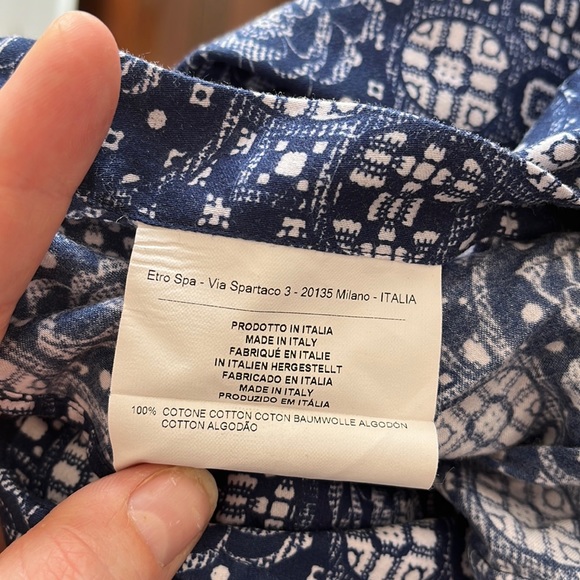 Etro Spa - Via Spartaco 3 - 20135 Milano - ITALIA
PRODOTTO IN ITALIA
MADE IN ITALY
FABRIQUÉ EN ITALIE
IN ITALIEN HERGESTELLT
FABRICADO EN ITALIA
MADE IN ITALY
PRODUZIDO EM ITÁLIA
100% COTONE COTTON COTON BAUMWOLLE ALGODÓN
COTTON ALGODÃO